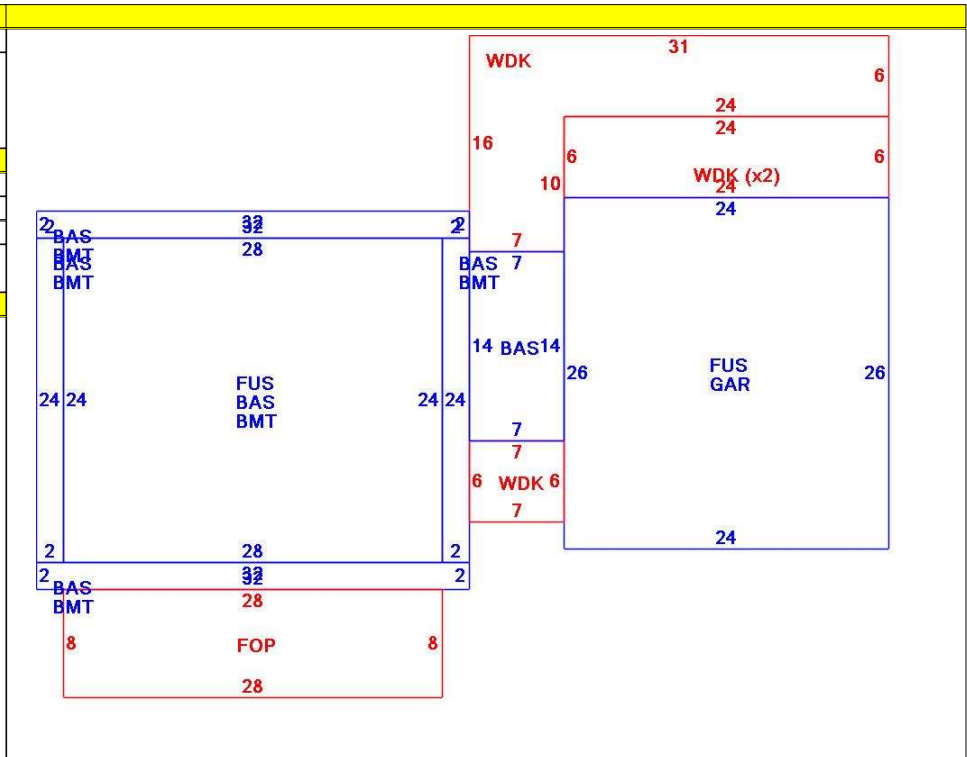 31
WDK
6
24
24
16
6
6
WDK (x2)
10
24
24
2
32
2
2
32
2
BAS
BMT
28
7
7
BAS
BMT
BAS
BMT
14
BAS
14
26
FUS
GAR
26
FUS
BAS
BMT
24
24
24
24
7
7
6
WDK
6
7
24
2
28
2
2
32
32
2
BAS
BMT
28
8
FOP
8
28